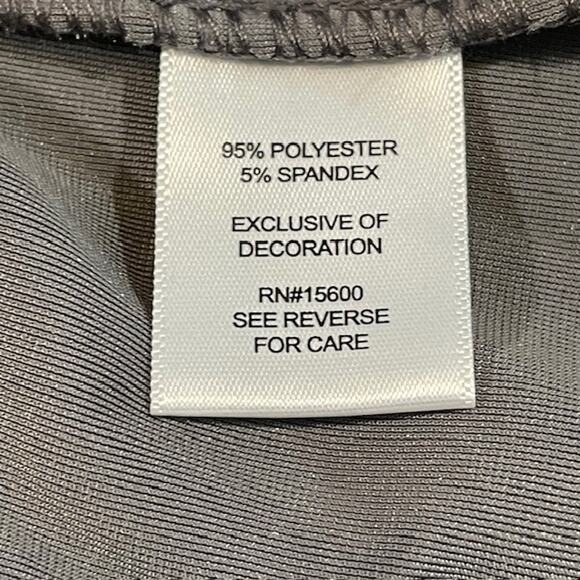 95% POLYESTER
5% SPANDEX
EXCLUSIVE OF
DECORATION
RN#15600
SEE REVERSE
FOR CARE